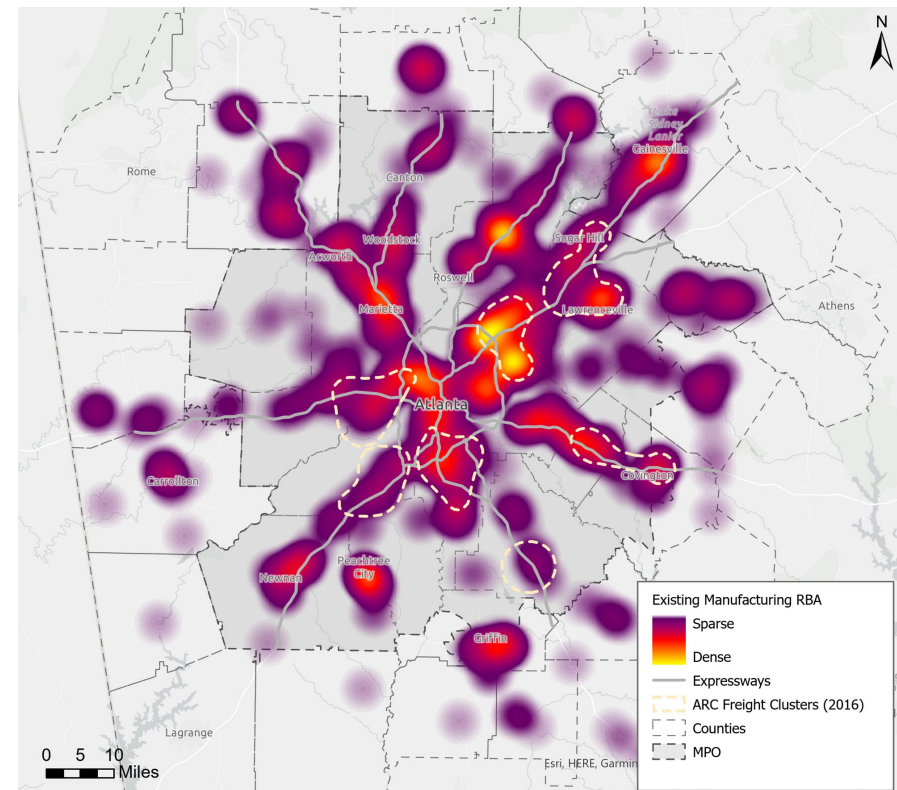 N
Lake
Sidney
Lanier
Gainesville
Rome
Canton
Woodstock
Sugar Hill
Acworth
Roswell
Marietta
Lawrenceville
Athens
Atlanta
Carrollton
Covington
Newnan
Peachtree
City
Griffin
Lagrange
Existing Manufacturing RBA
Sparse
Dense
Expressways
ARC Freight Clusters (2016)
Counties
MPO
0 5 10
Miles
Esri, HERE, Garmin